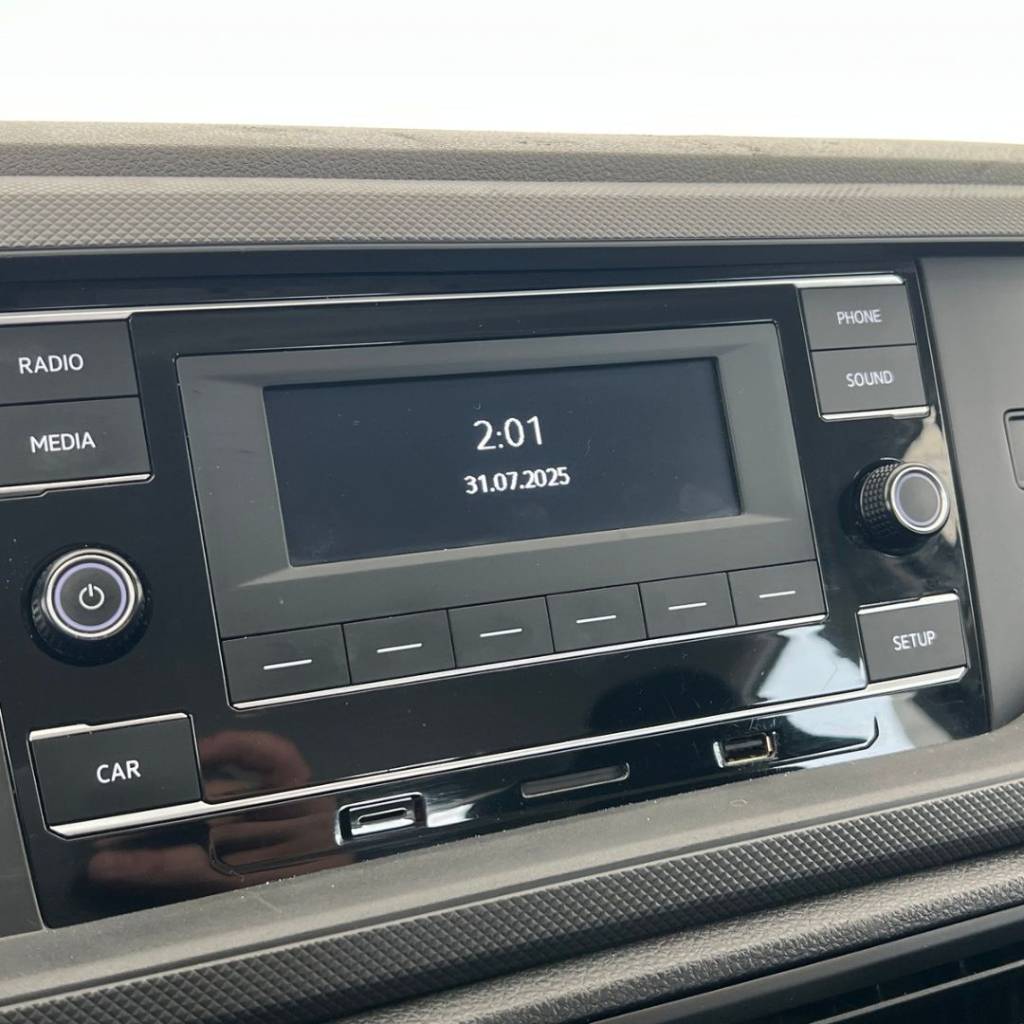 RADIO
MEDIA
2:01
31.07.2025
PHONE
SOUND
SETUP
CAR